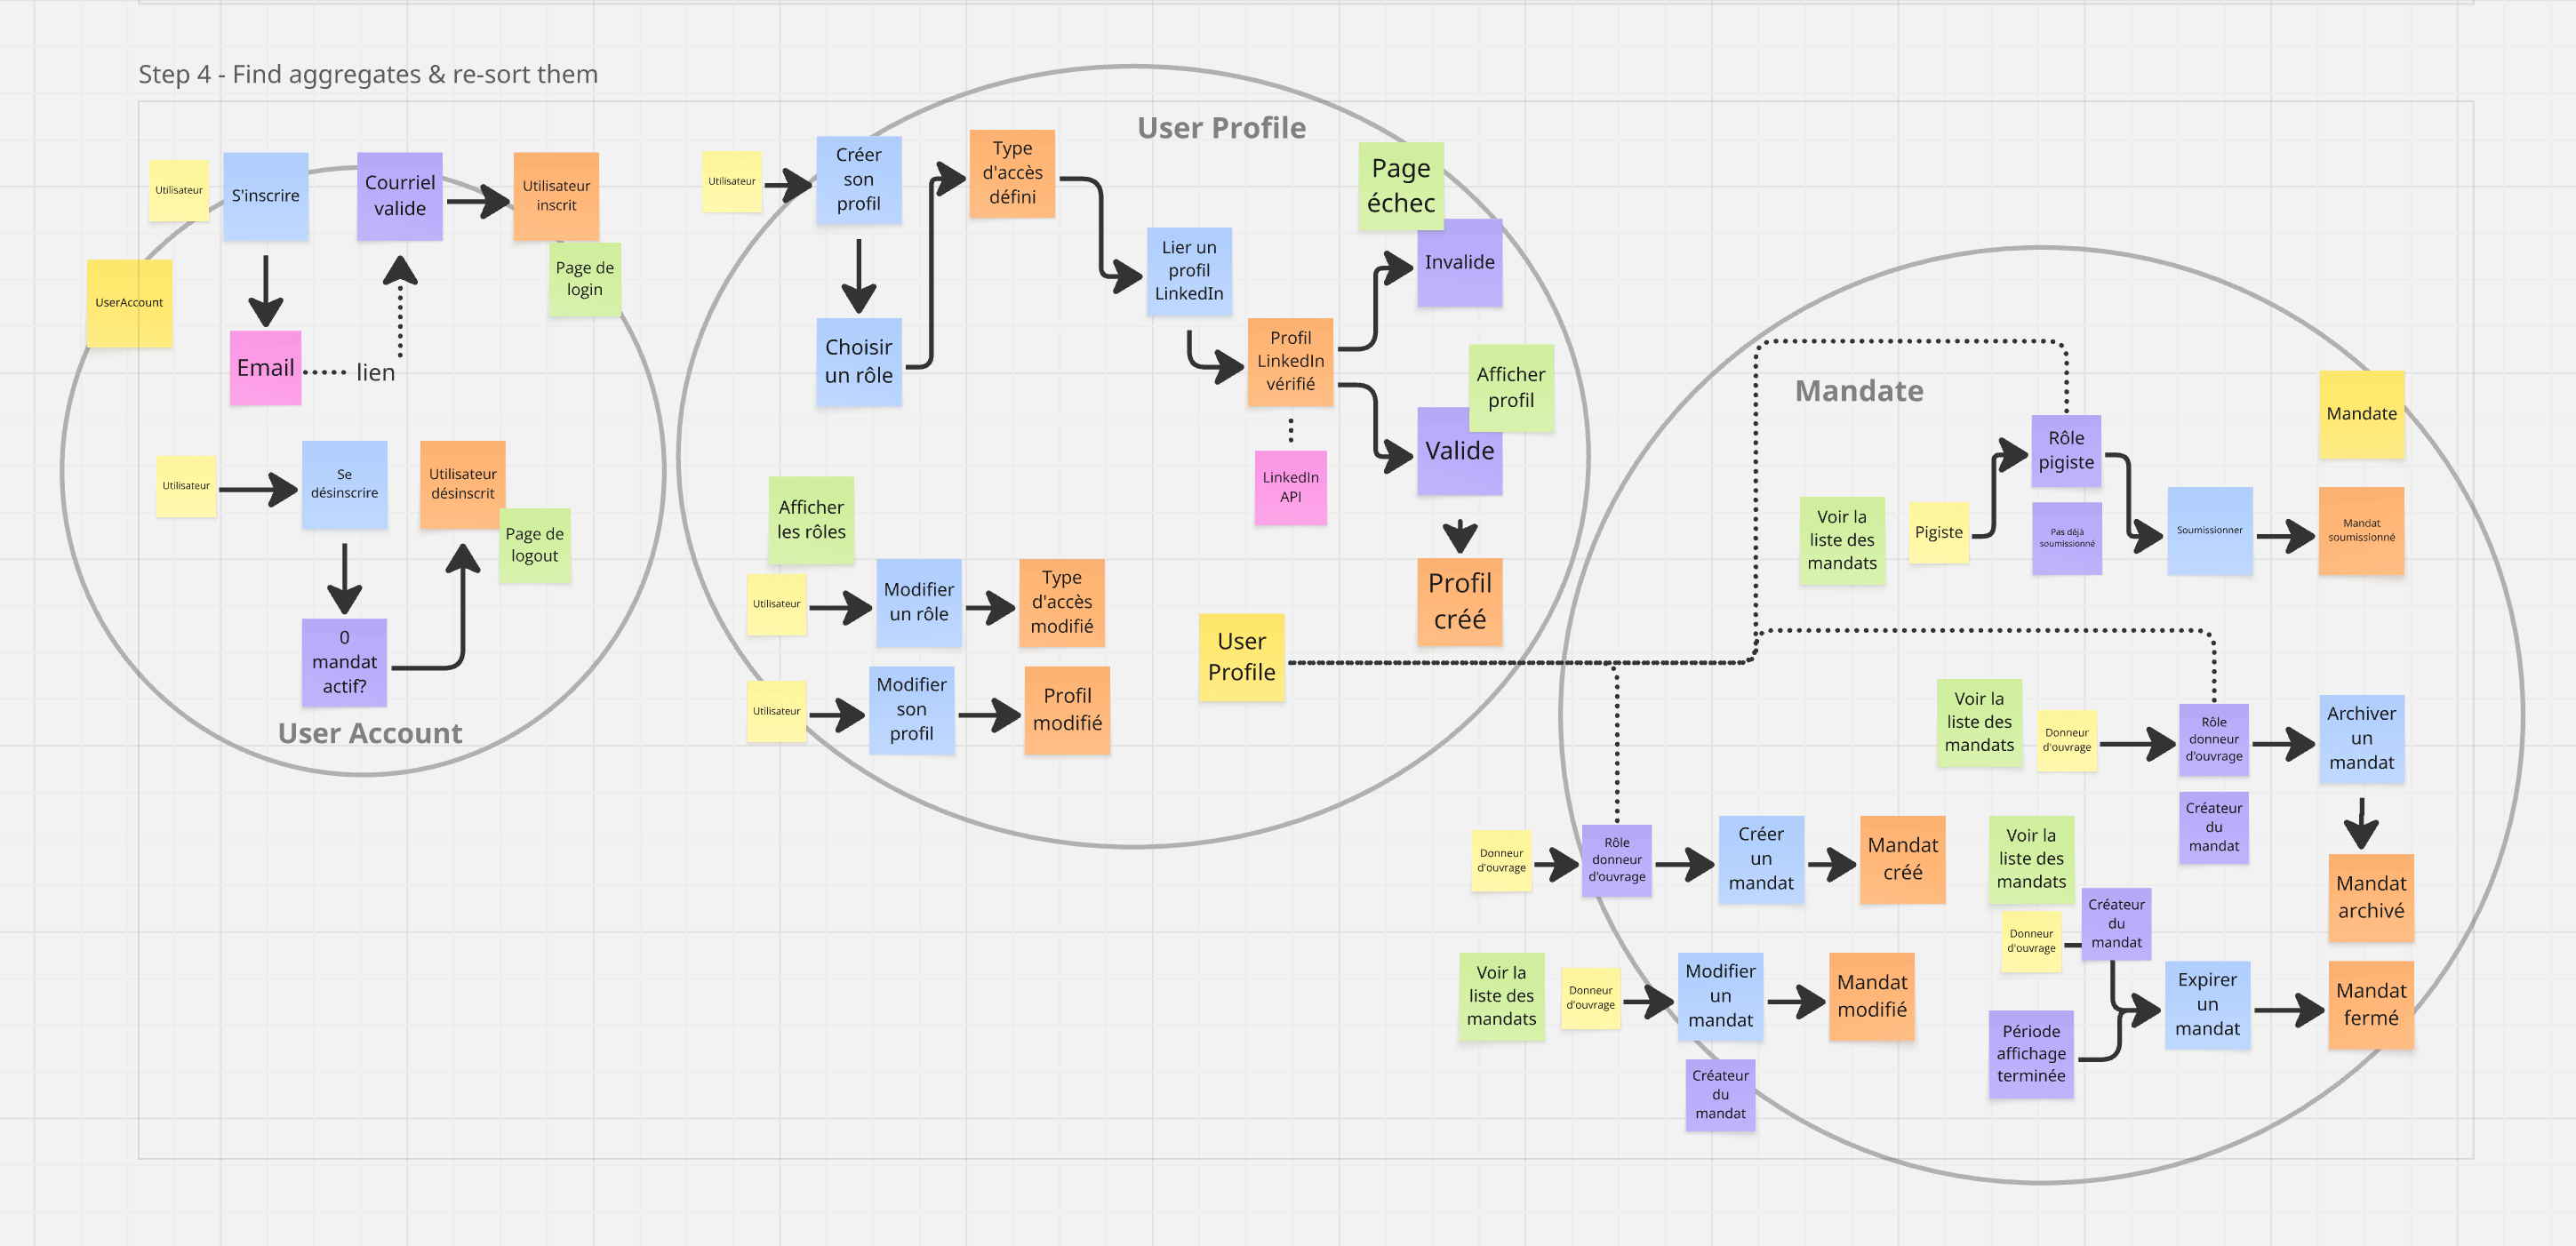 Step 4 - Find aggregates & re-sort them
Utilisateur
S'inscrire
Courriel
valide
Utilisateur
inscrit
Page de
login
UserAccount
Email
lien
Utilisateur
Se
désinscrire
Utilisateur
désinscrit
Page de
logout
0
mandat
actif?
User Account
User Profile
Utilisateur
Créer
son
profil
Choisir
un rôle
Type
d'accès
défini
Lier un
profil
LinkedIn
Profil
LinkedIn
vérifié
LinkedIn
API
Page
échec
Invalide
Afficher
profil
Valide
Profil
créé
Afficher
les rôles
Utilisateur
Modifier
un rôle
Type
d'accès
modifié
Utilisateur
Modifier
son
profil
Profil
modifié
User
Profile
Mandate
Mandate
Voir la
liste des
mandats
Pigiste
Rôle
pigiste
Pas déjà
soumissionné
Soumissionner
Mandat
soumissionné
Voir la
liste des
mandats
Donneur
d'ouvrage
Rôle
donneur
d'ouvrage
Créateur
du
mandat
Archiver
un
mandat
Mandat
archivé
Donneur
d'ouvrage
Rôle
donneur
d'ouvrage
Créer
un
mandat
Mandat
créé
Voir la
liste des
mandats
Donneur
d'ouvrage
Créateur
du
mandat
Période
affichage
terminée
Expirer
un
mandat
Mandat
fermé
Voir la
liste des
mandats
Donneur
d'ouvrage
Modifier
un
mandat
Créateur
du
mandat
Mandat
modifié